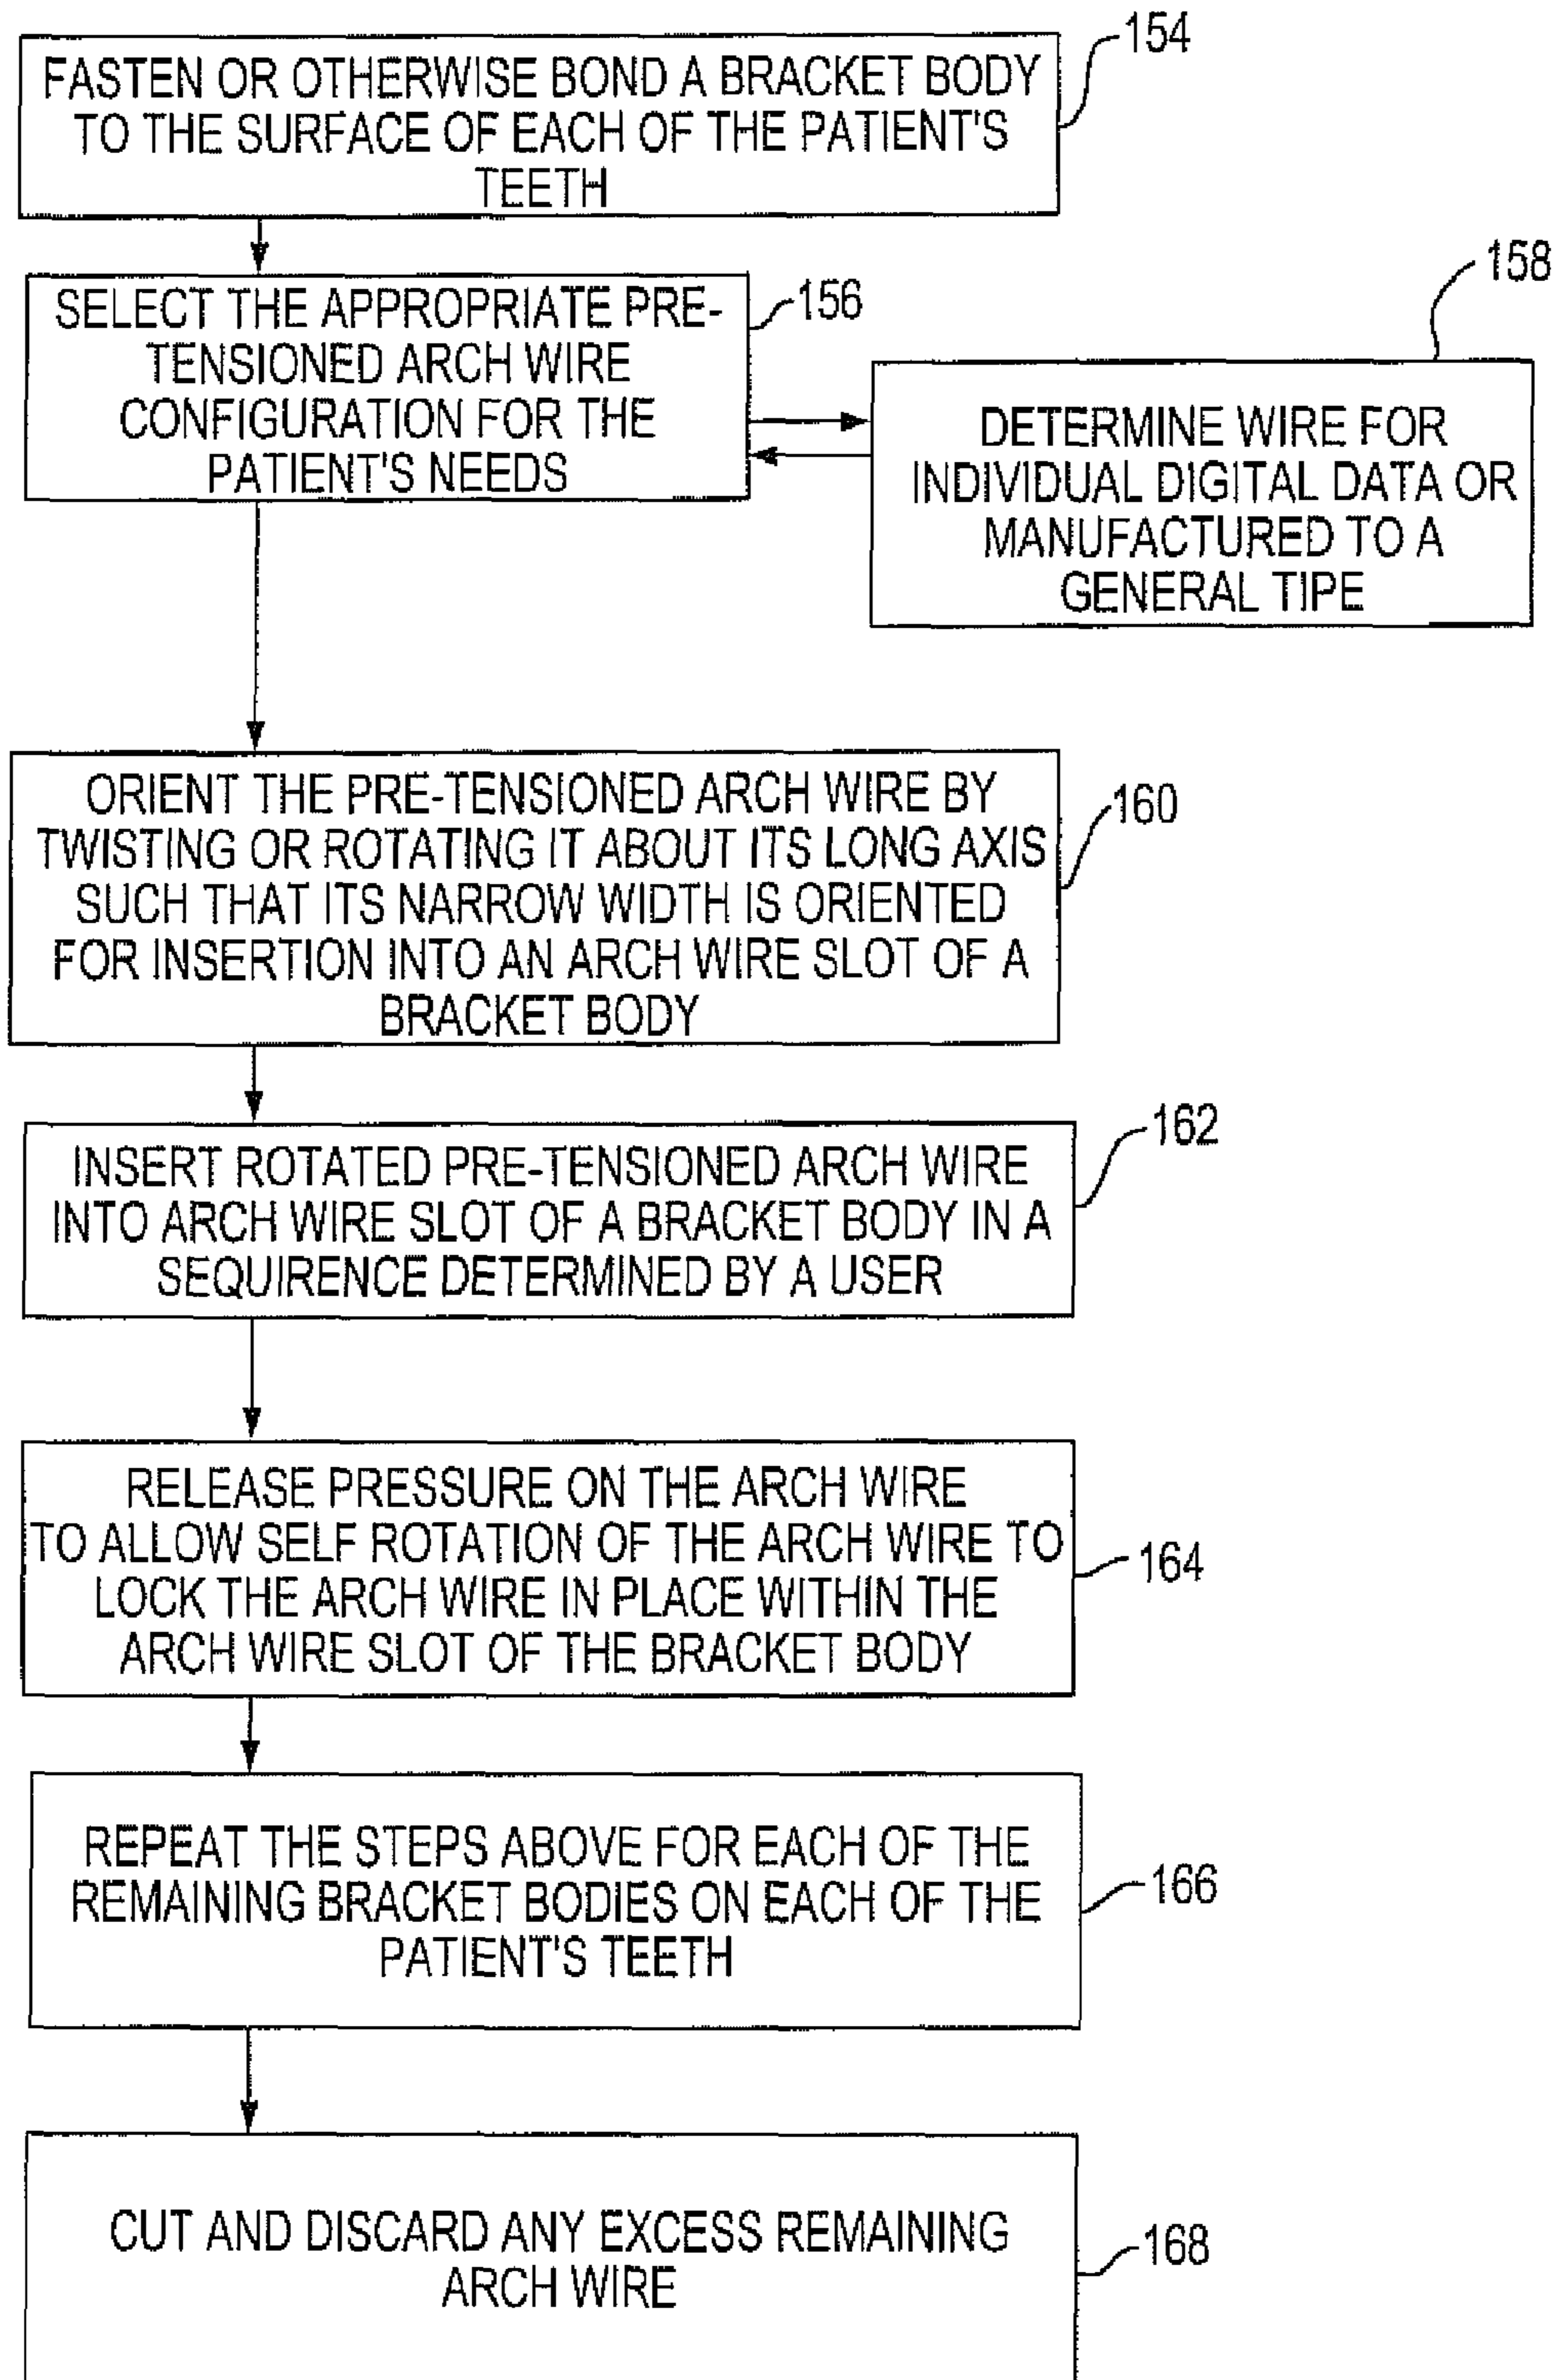 154
FASTEN OR OTHERWISE BOND A BRACKET BODY
TO THE SURFACE OF EACH OF THE PATIENT'S
TEETH
156
SELECT THE APPROPRIATE PRE-
TENSIONED ARCH WIRE
CONFIGURATION FOR THE
PATIENT'S NEEDS
158
DETERMINE WIRE FOR
INDIVIDUAL DIGITAL DATA OR
MANUFACTURED TO A
GENERAL TIPE
160
ORIENT THE PRE-TENSIONED ARCH WIRE BY
TWISTING OR ROTATING IT ABOUT ITS LONG AXIS
SUCH THAT ITS NARROW WIDTH IS ORIENTED
FOR INSERTION INTO AN ARCH WIRE SLOT OF A
BRACKET BODY
162
INSERT ROTATED PRE-TENSIONED ARCH WIRE
INTO ARCH WIRE SLOT OF A BRACKET BODY IN A
SEQUIRENCE DETERMINED BY A USER
164
RELEASE PRESSURE ON THE ARCH WIRE
TO ALLOW SELF ROTATION OF THE ARCH WIRE TO
LOCK THE ARCH WIRE IN PLACE WITHIN THE
ARCH WIRE SLOT OF THE BRACKET BODY
166
REPEAT THE STEPS ABOVE FOR EACH OF THE
REMAINING BRACKET BODIES ON EACH OF THE
PATIENT'S TEETH
168
CUT AND DISCARD ANY EXCESS REMAINING
ARCH WIRE